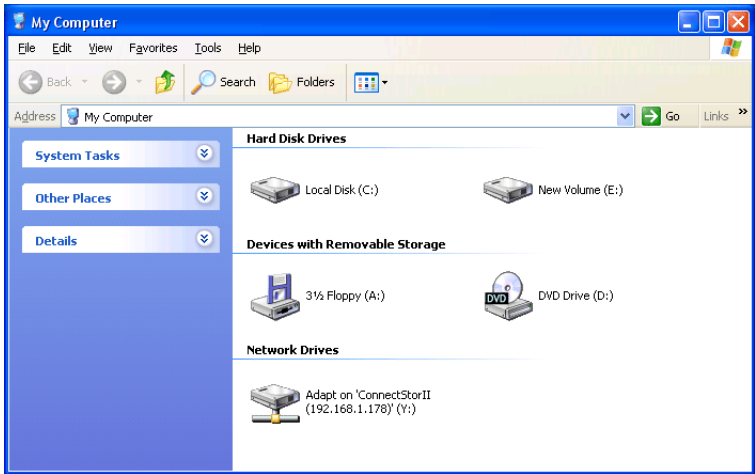 My Computer
File Edit View Favorites Tools Help
Back Search Folders
Address My Computer Go Links »
System Tasks
Other Places
Details
Hard Disk Drives
Local Disk (C:) New Volume (E:)
Devices with Removable Storage
3½ Floppy (A:) DVD DVD Drive (D:)
Network Drives
Adapt on 'ConnectStorII
(192.168.1.178)' (Y:)